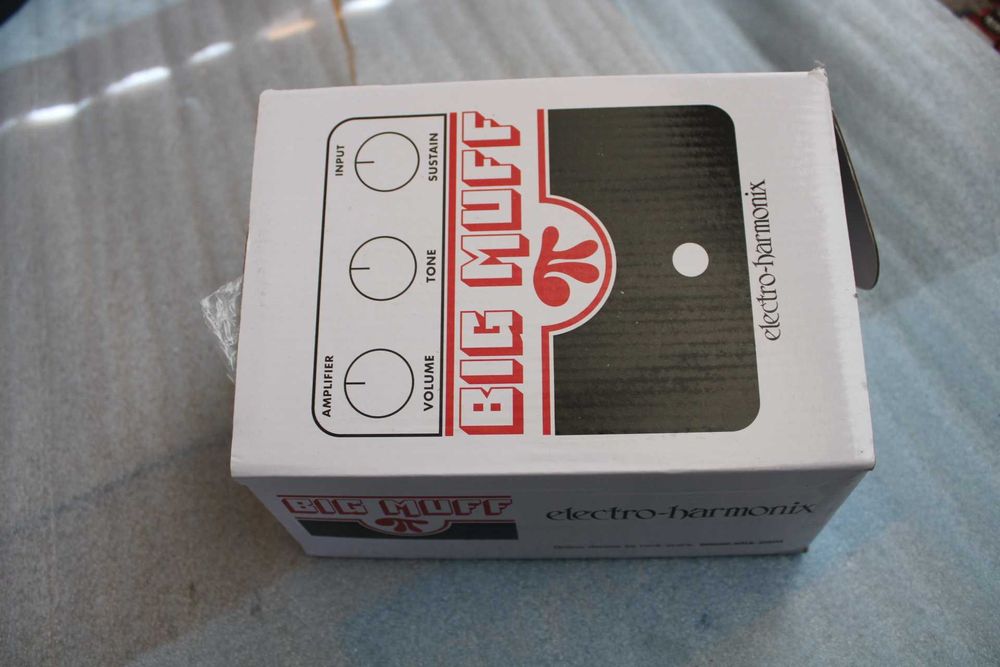 AMPLIFIER
INPUT
VOLUME
TONE
SUSTAIN
BIG MUFF
π
electro-harmonix
BIG MUFF
π
electro-harmonix